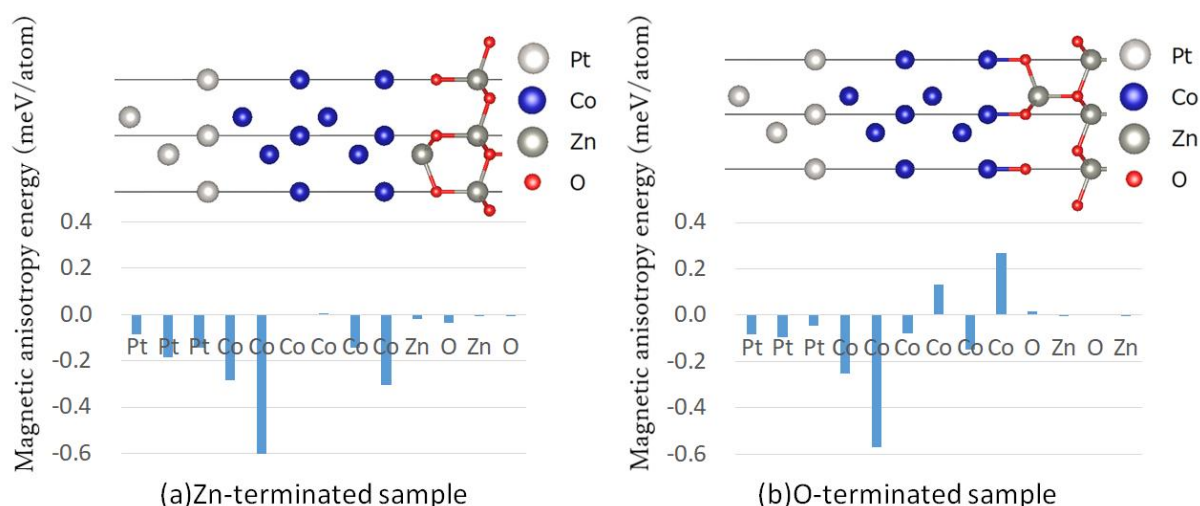 Magnetic anisotropy energy (meV/atom)
Pt
Co
Zn
O
0.4
0.2
0.0
-0.2
-0.4
-0.6
Pt Pt Pt Co Co Co Co Co Co Zn O Zn O
(a)Zn-terminated sample
Magnetic anisotropy energy (meV/atom)
Pt
Co
Zn
O
0.4
0.2
0.0
-0.2
-0.4
-0.6
Pt Pt Pt Co Co Co Co Co Co O Zn O Zn
(b)O-terminated sample